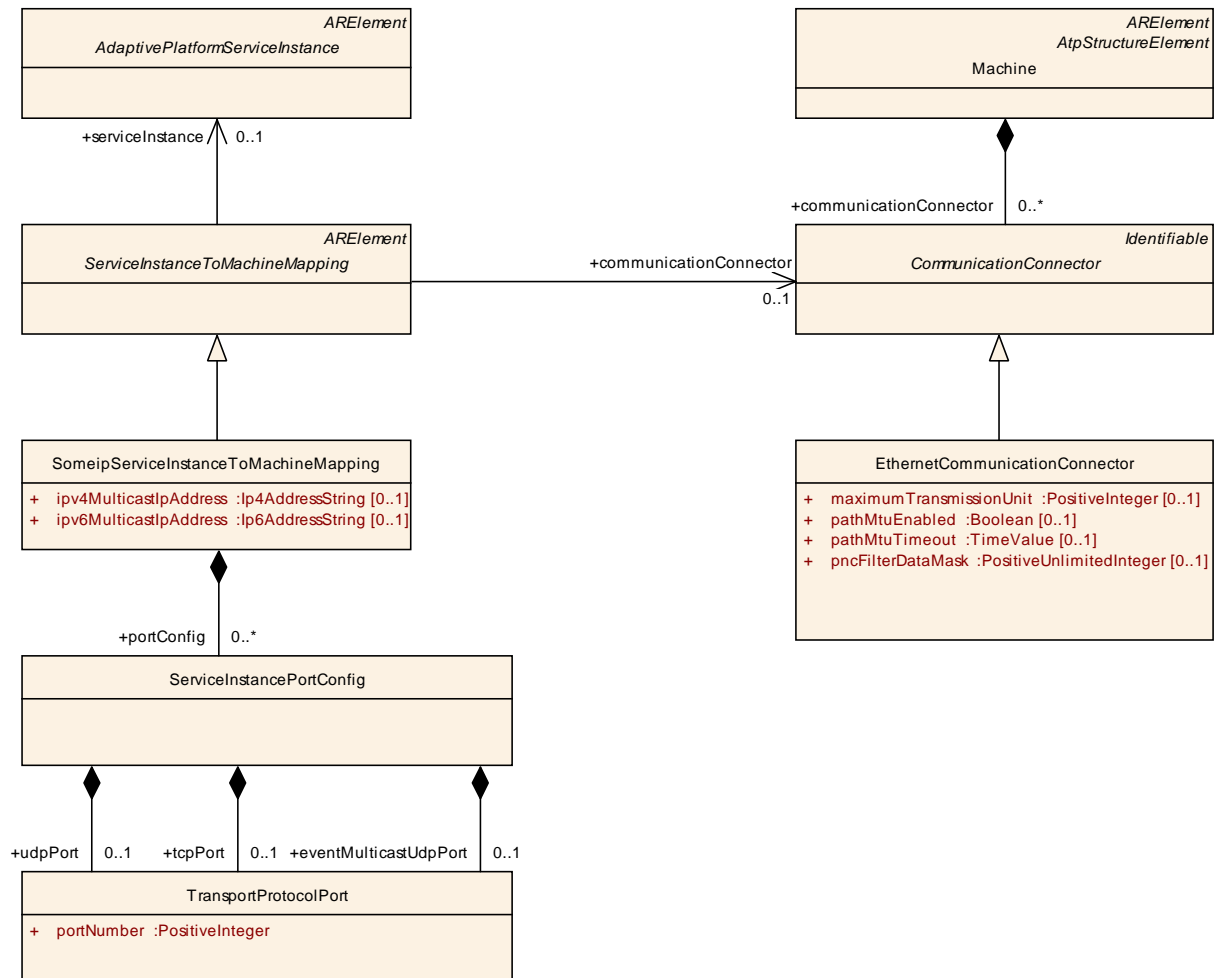 ARElement
AdaptivePlatformServiceInstance
ARElement
AtpStructureElement
Machine
+serviceInstance 0..1
+communicationConnector 0..*
ARElement
ServiceInstanceToMachineMapping
+communicationConnector
0..1
Identifiable
CommunicationConnector
SomeipServiceInstanceToMachineMapping
+ ipv4MulticastIpAddress :Ip4AddressString [0..1]
+ ipv6MulticastIpAddress :Ip6AddressString [0..1]
EthernetCommunicationConnector
+ maximumTransmissionUnit :PositiveInteger [0..1]
+ pathMtuEnabled :Boolean [0..1]
+ pathMtuTimeout :TimeValue [0..1]
+ pncFilterDataMask :PositiveUnlimitedInteger [0..1]
+portConfig 0..*
ServiceInstancePortConfig
+udpPort 0..1 +tcpPort 0..1 +eventMulticastUdpPort 0..1
TransportProtocolPort
+ portNumber :PositiveInteger